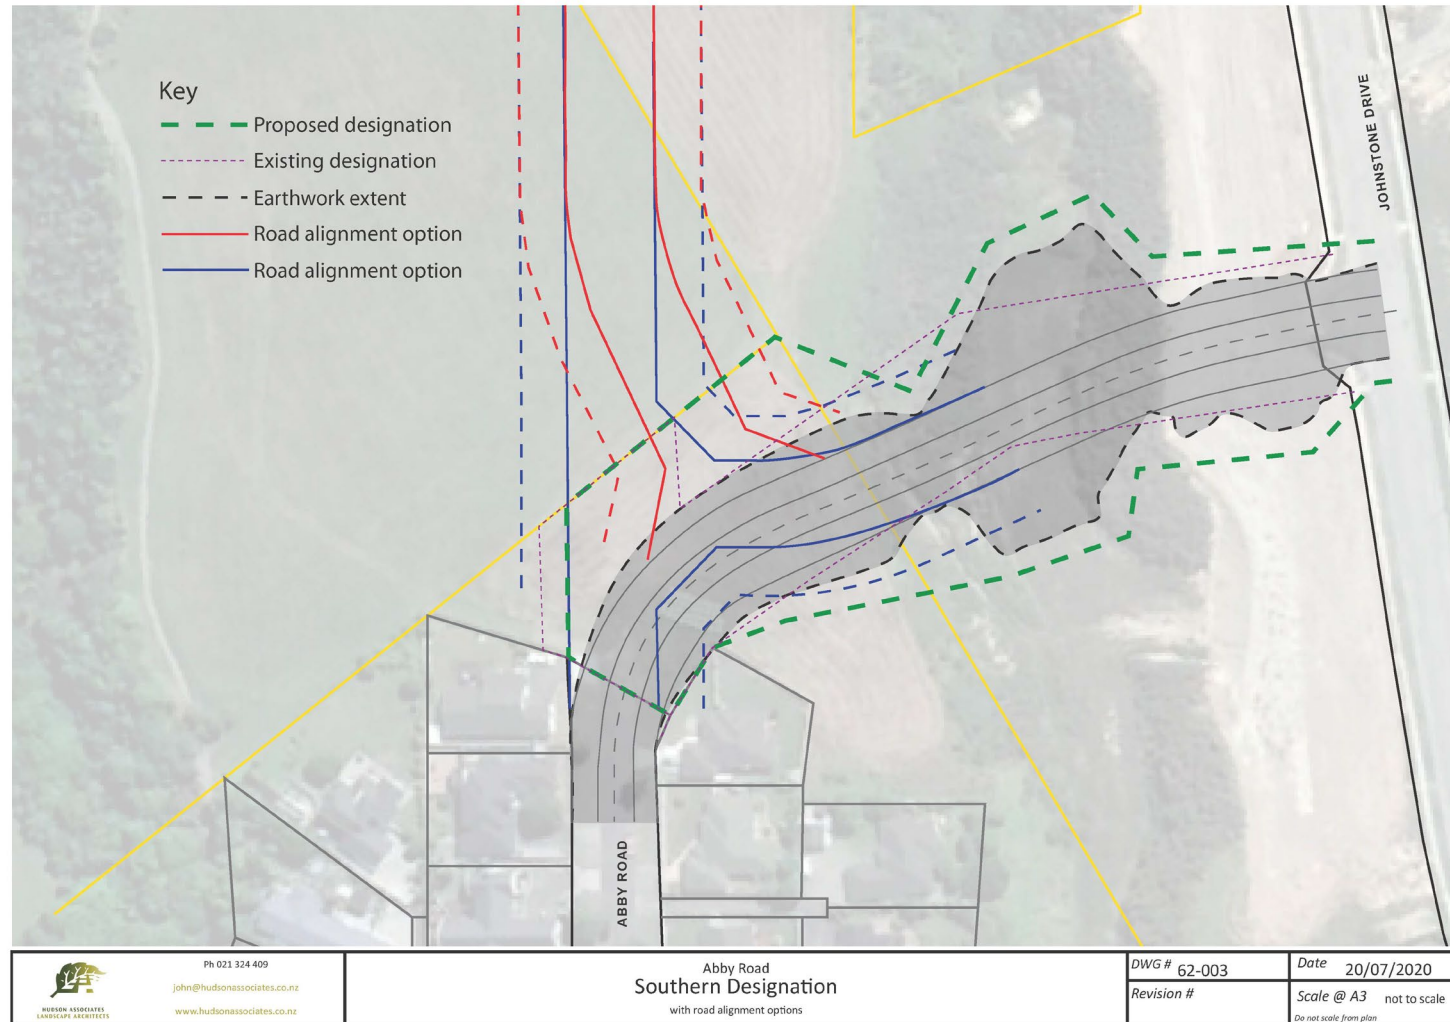 Key
Proposed designation
Existing designation
Earthwork extent
Road alignment option
Road alignment option
JOHNSTONE DRIVE
ABBY ROAD
HUDSON ASSOCIATES
LANDSCAPE ARCHITECTS
Ph 021 324 409
john@hudsonassociates.co.nz
www.hudsonassociates.co.nz
Abby Road
Southern Designation
with road alignment options
DWG # 62-003
Revision #
Date 20/07/2020
Scale @ A3 not to scale
Do not scale from plan